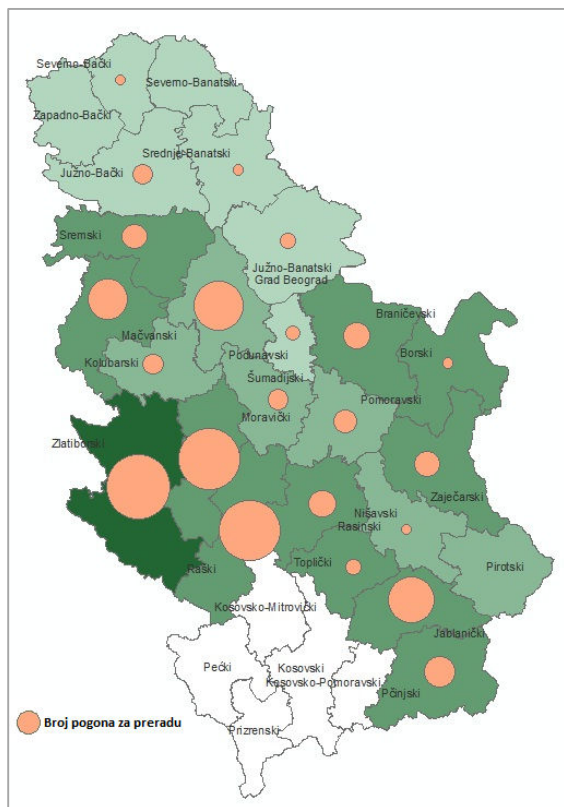 Severno-Bački
Severno-Banatski
Zapadno-Bački
Srednje-Banatski
Južno-Bački
Sremski
Južno-Banatski
Grad Beograd
Braničevski
Mačvanski
Podunavski
Borski
Kolubarski
Šumadijski
Pomoravski
Moravički
Zlatiborski
Zaječarski
Nišavski
Rasinski
Toplički
Raški
Pirotski
Kosovsko-Mitrovički
Jablanički
Pećki
Kosovski
Kosovsko-Pomoravski
Pčinjski
Broj pogona za preradu
Prizrenski